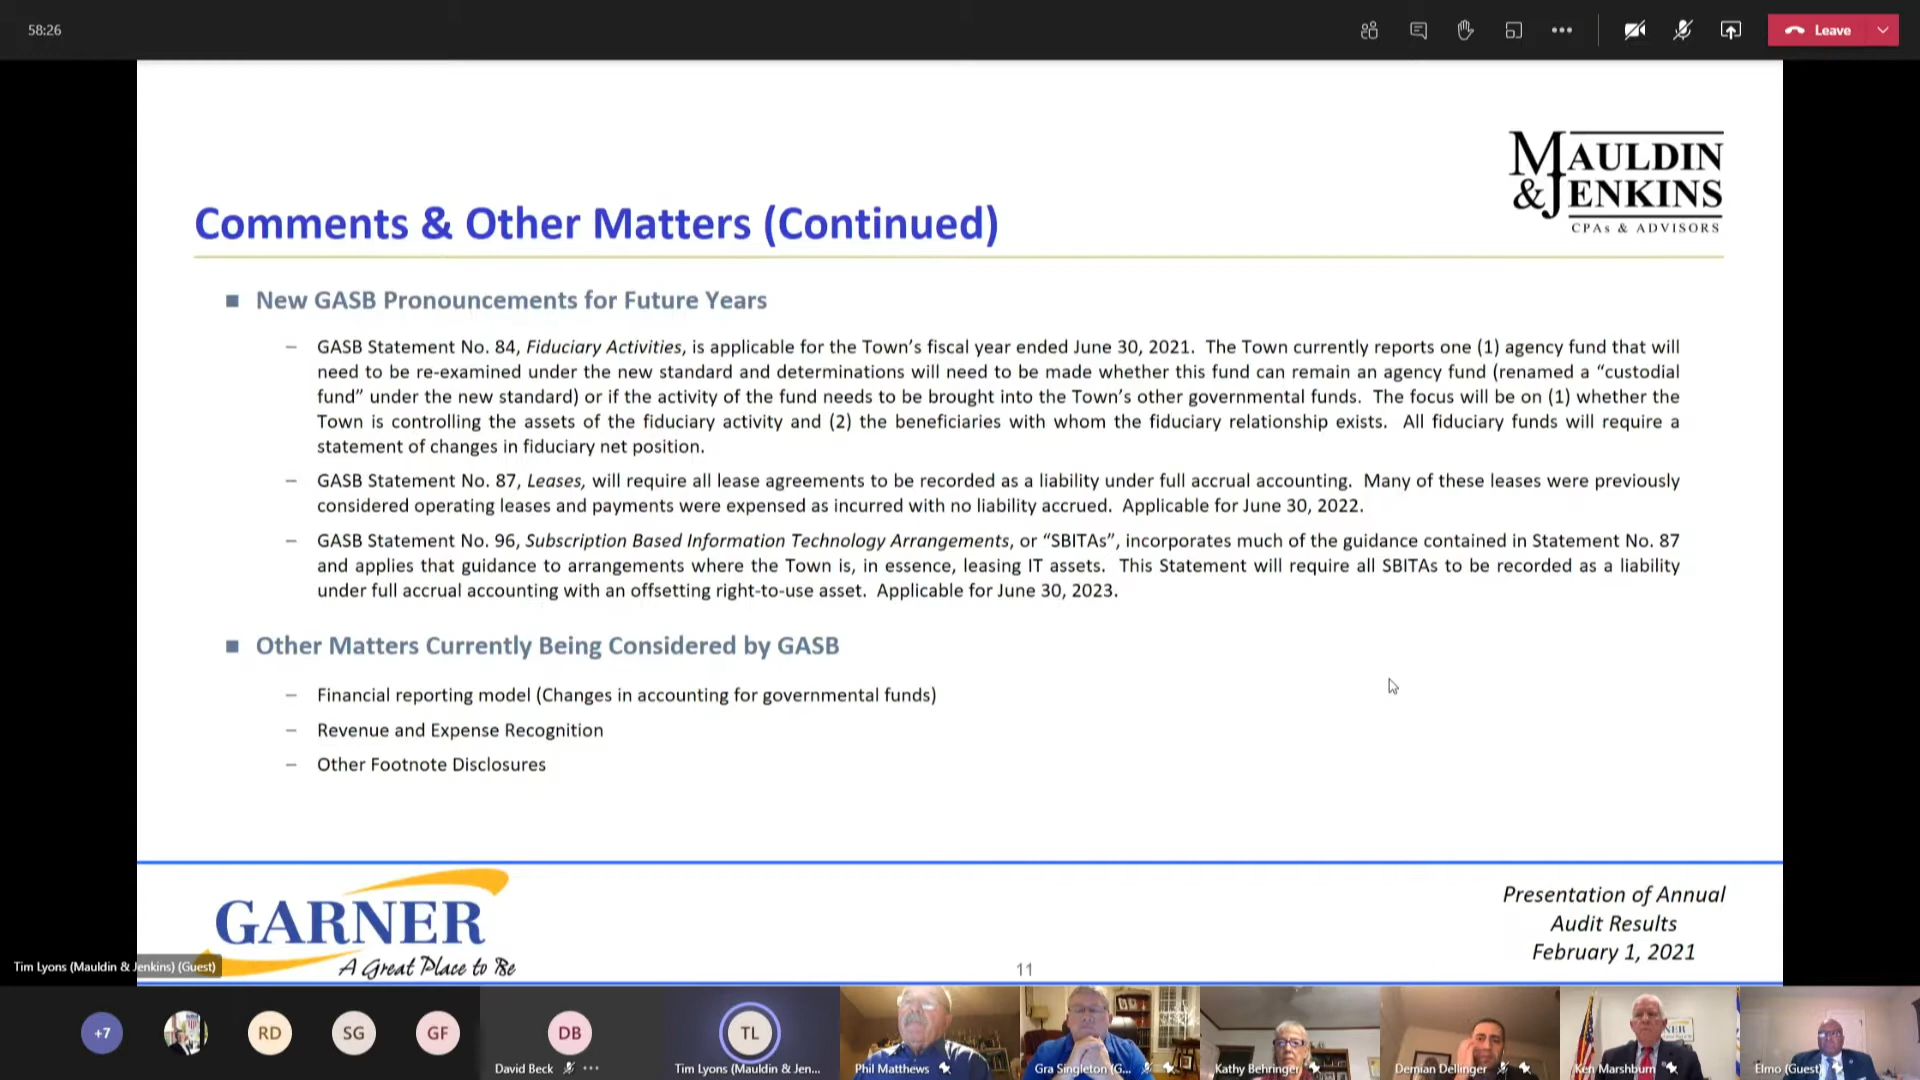 58:26
Leave
MAULDIN
& JENKINS
CPAs & ADVISORS
Comments & Other Matters (Continued)
New GASB Pronouncements for Future Years
– GASB Statement No. 84, Fiduciary Activities, is applicable for the Town's fiscal year ended June 30, 2021. The Town currently reports one (1) agency fund that will
need to be re-examined under the new standard and determinations will need to be made whether this fund can remain an agency fund (renamed a “custodial
fund” under the new standard) or if the activity of the fund needs to be brought into the Town's other governmental funds. The focus will be on (1) whether the
Town is controlling the assets of the fiduciary activity and (2) the beneficiaries with whom the fiduciary relationship exists. All fiduciary funds will require a
statement of changes in fiduciary net position.
– GASB Statement No. 87, Leases, will require all lease agreements to be recorded as a liability under full accrual accounting. Many of these leases were previously
considered operating leases and payments were expensed as incurred with no liability accrued. Applicable for June 30, 2022.
– GASB Statement No. 96, Subscription Based Information Technology Arrangements, or “SBITAs”, incorporates much of the guidance contained in Statement No. 87
and applies that guidance to arrangements where the Town is, in essence, leasing IT assets. This Statement will require all SBITAs to be recorded as a liability
under full accrual accounting with an offsetting right-to-use asset. Applicable for June 30, 2023.
Other Matters Currently Being Considered by GASB
– Financial reporting model (Changes in accounting for governmental funds)
– Revenue and Expense Recognition
– Other Footnote Disclosures
GARNER
A Great Place to Be
11
Presentation of Annual
Audit Results
February 1, 2021
Tim Lyons (Mauldin & Jenkins) (Guest)
+7
RD
SG
GF
DB
TL
David Beck
Tim Lyons (Mauldin & Jen...
Phil Matthews
Gra Singleton (G...
Kathy Behringer
Demian Dellinger
Ken Marshburn
Elmo (Guest)